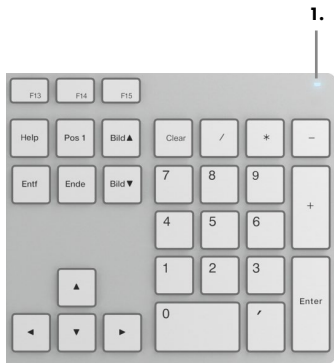 1.
F13 F14 F15
Help Pos 1 Bild▲ Clear / * −
Entf Ende Bild▼ 7 8 9 +
4 5 6
▲ 1 2 3 Enter
◄ ▼ ► 0 ,